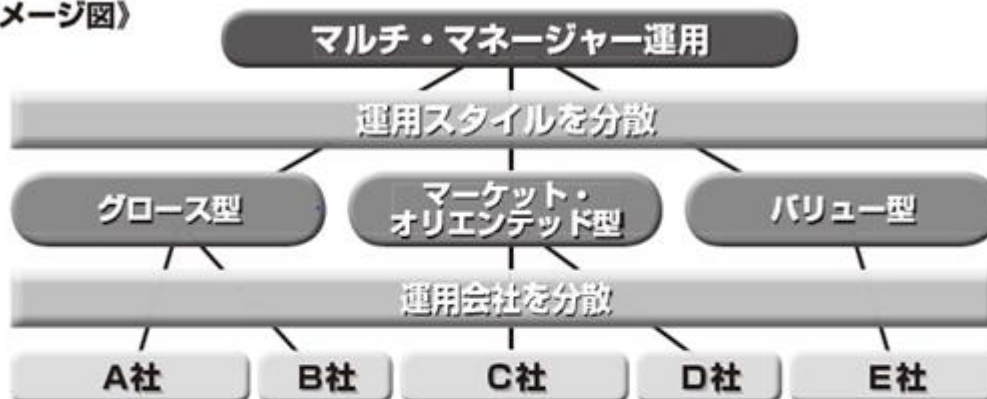 メージ図》
マルチ・マネージャー運用
運用スタイルを分散
グロース型
マーケット・
オリエンテッド型
バリュー型
運用会社を分散
A社
B社
C社
D社
E社